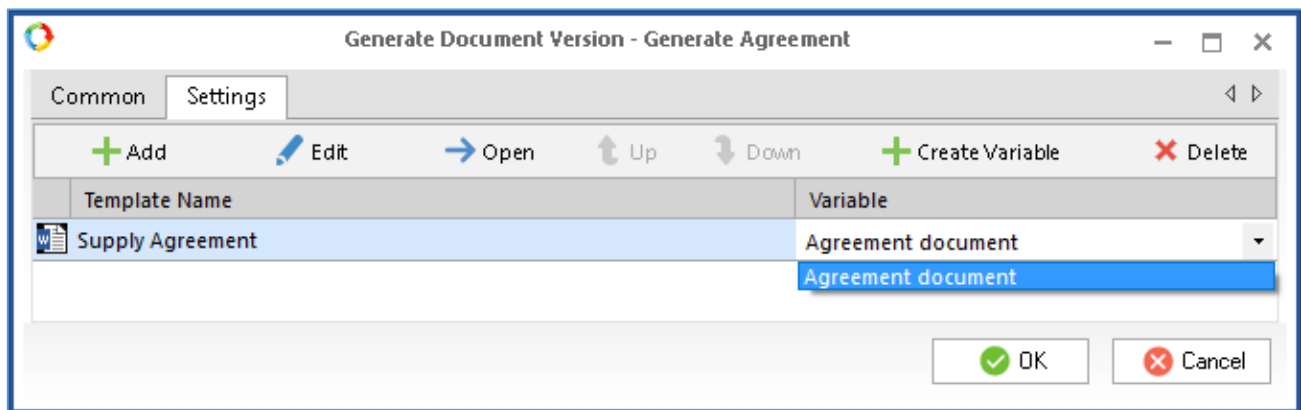 Generate Document Version - Generate Agreement
Common Settings
Add Edit Open Up Down Create Variable Delete
Template Name Variable
Supply Agreement Agreement document
Agreement document
OK Cancel